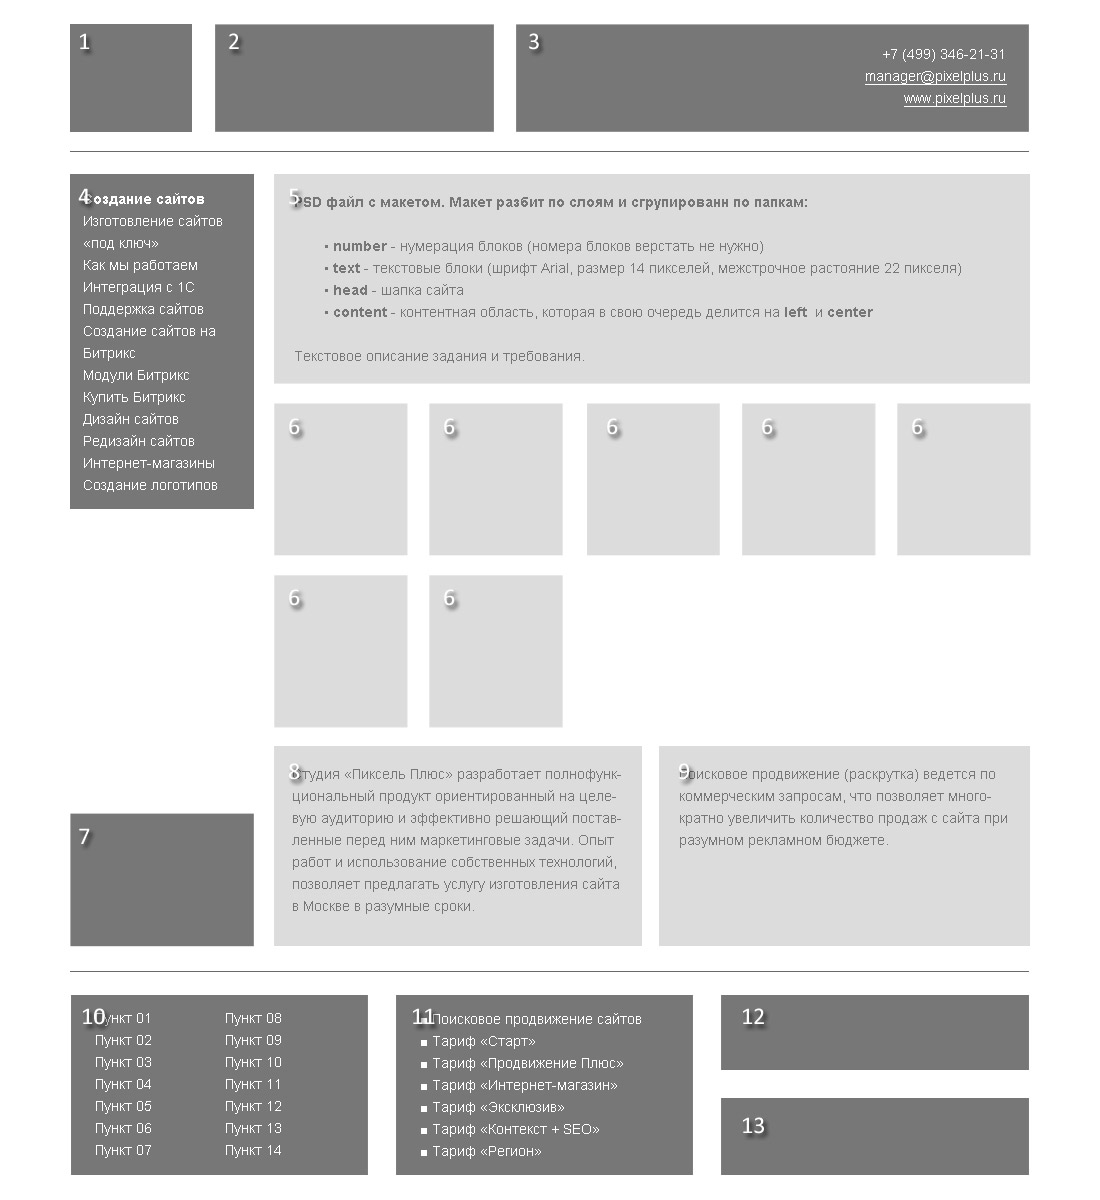 1
2
3
+7 (499) 346-21-31
manager@pixelplus.ru
www.pixelplus.ru
4
Создание сайтов
Изготовление сайтов
«под ключ»
Как мы работаем
Интеграция с 1С
Поддержка сайтов
Создание сайтов на
Битрикс
Модули Битрикс
Купить Битрикс
Дизайн сайтов
Редизайн сайтов
Интернет-магазины
Создание логотипов
5
PSD файл с макетом. Макет разбит по слоям и сгрупированн по папкам:
• number - нумерация блоков (номера блоков верстать не нужно)
• text - текстовые блоки (шрифт Arial, размер 14 пикселей, межстрочное растояние 22 пикселя)
• head - шапка сайта
• content - контентная область, которая в свою очередь делится на left и center
Текстовое описание задания и требования.
6
6
6
6
6
6
6
7
8
Студия «Пиксель Плюс» разработает полнофунк-
циональный продукт ориентированный на целе-
вую аудиторию и эффективно решающий постав-
ленные перед ним маркетинговые задачи. Опыт
работ и использование собственных технологий,
позволяет предлагать услугу изготовления сайта
в Москве в разумные сроки.
9
Поисковое продвижение (раскрутка) ведется по
коммерческим запросам, что позволяет много-
кратно увеличить количество продаж с сайта при
разумном рекламном бюджете.
10
Пункт 01
Пункт 02
Пункт 03
Пункт 04
Пункт 05
Пункт 06
Пункт 07
Пункт 08
Пункт 09
Пункт 10
Пункт 11
Пункт 12
Пункт 13
Пункт 14
11
▪ Поисковое продвижение сайтов
▪ Тариф «Старт»
▪ Тариф «Продвижение Плюс»
▪ Тариф «Интернет-магазин»
▪ Тариф «Эксклюзив»
▪ Тариф «Контекст + SEO»
▪ Тариф «Регион»
12
13